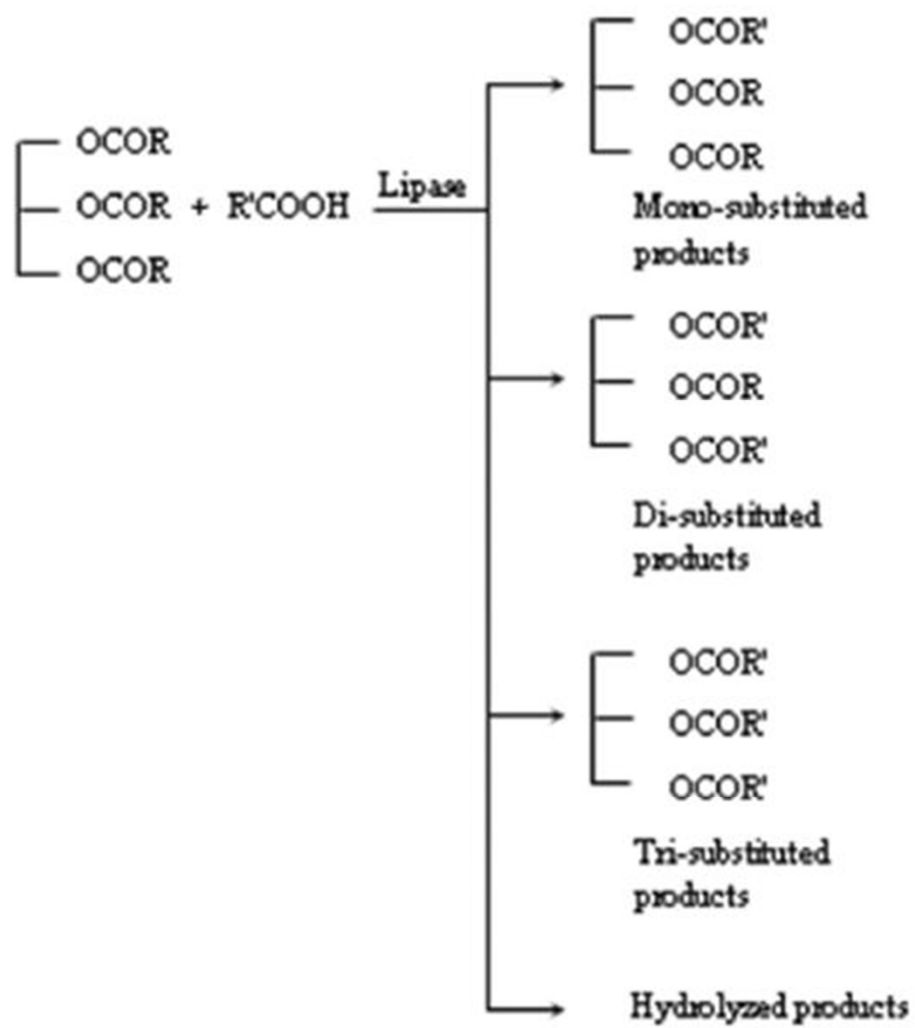 OCOR
OCOR + R'COOH
OCOR
Lipase
OCOR'
OCOR
OCOR
Mono-substituted
products
OCOR'
OCOR
OCOR'
Di-substituted
products
OCOR'
OCOR'
OCOR'
Tri-substituted
products
Hydrolyzed products